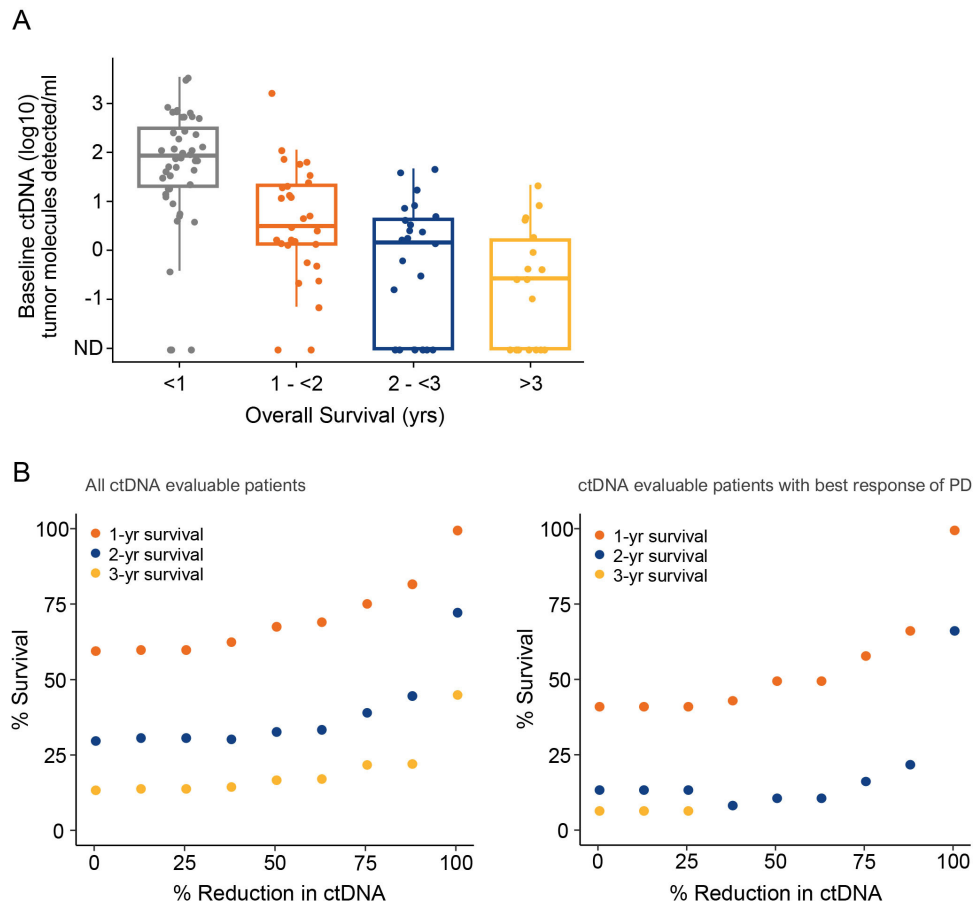 A
Baseline ctDNA (log10)
tumor molecules detected/ml
3
2
1
0
-1
ND
<1
1 - <2
2 - <3
>3
Overall Survival (yrs)
B
All ctDNA evaluable patients
100
75
50
25
0
% Survival
1-yr survival
2-yr survival
3-yr survival
0
25
50
75
100
% Reduction in ctDNA
ctDNA evaluable patients with best response of PD
100
75
50
25
0
% Survival
1-yr survival
2-yr survival
3-yr survival
0
25
50
75
100
% Reduction in ctDNA